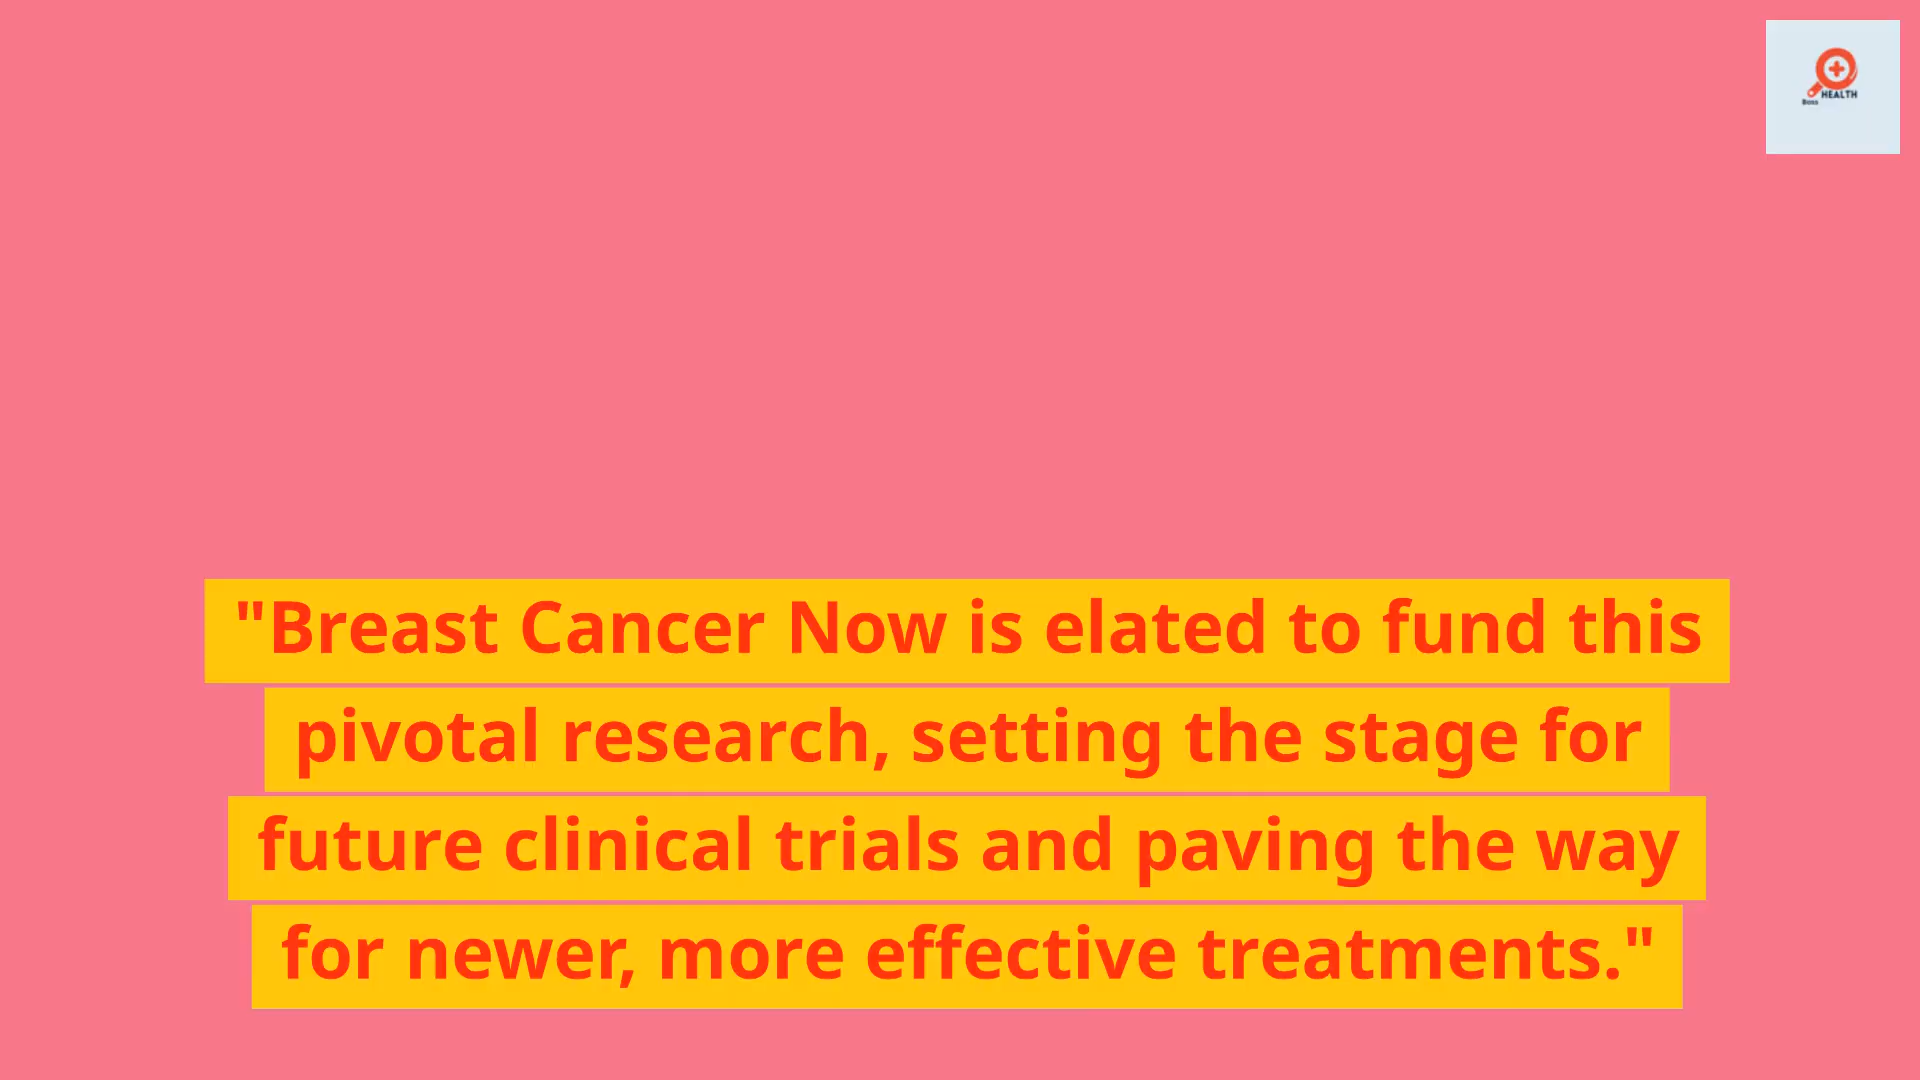 Boss HEALTH
"Breast Cancer Now is elated to fund this
pivotal research, setting the stage for
future clinical trials and paving the way
for newer, more effective treatments."